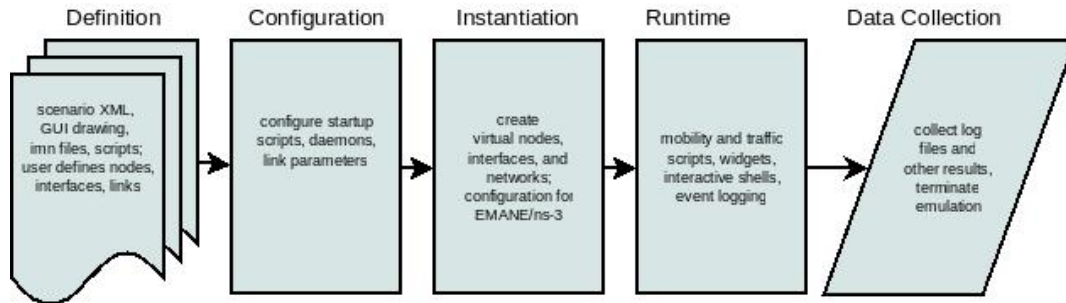 Definition
Configuration
Instantiation
Runtime
Data Collection
scenario XML,
GUI drawing,
imn files, scripts;
user defines nodes,
interfaces, links
configure startup
scripts, daemons,
link parameters
create
virtual nodes,
interfaces, and
networks;
configuration for
EMANE/ns-3
mobility and traffic
scripts, widgets,
interactive shells,
event logging
collect log
files and
other results,
terminate
emulation